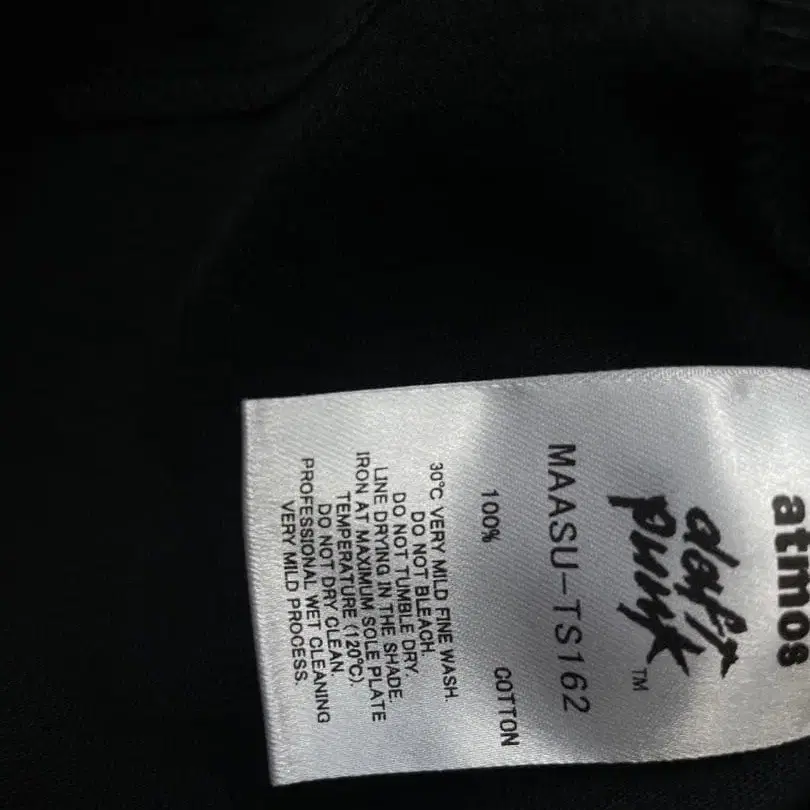 atmos
daft
punk TM
MAASU-TS162
100% COTTON
30℃ VERY MILD FINE WASH.
DO NOT BLEACH.
DO NOT TUMBLE DRY.
LINE DRYING IN THE SHADE.
IRON AT MAXIMUM SOLE PLATE
TEMPERATURE (120℃).
DO NOT DRY CLEAN.
PROFESSIONAL WET CLEANING
VERY MILD PROCESS.